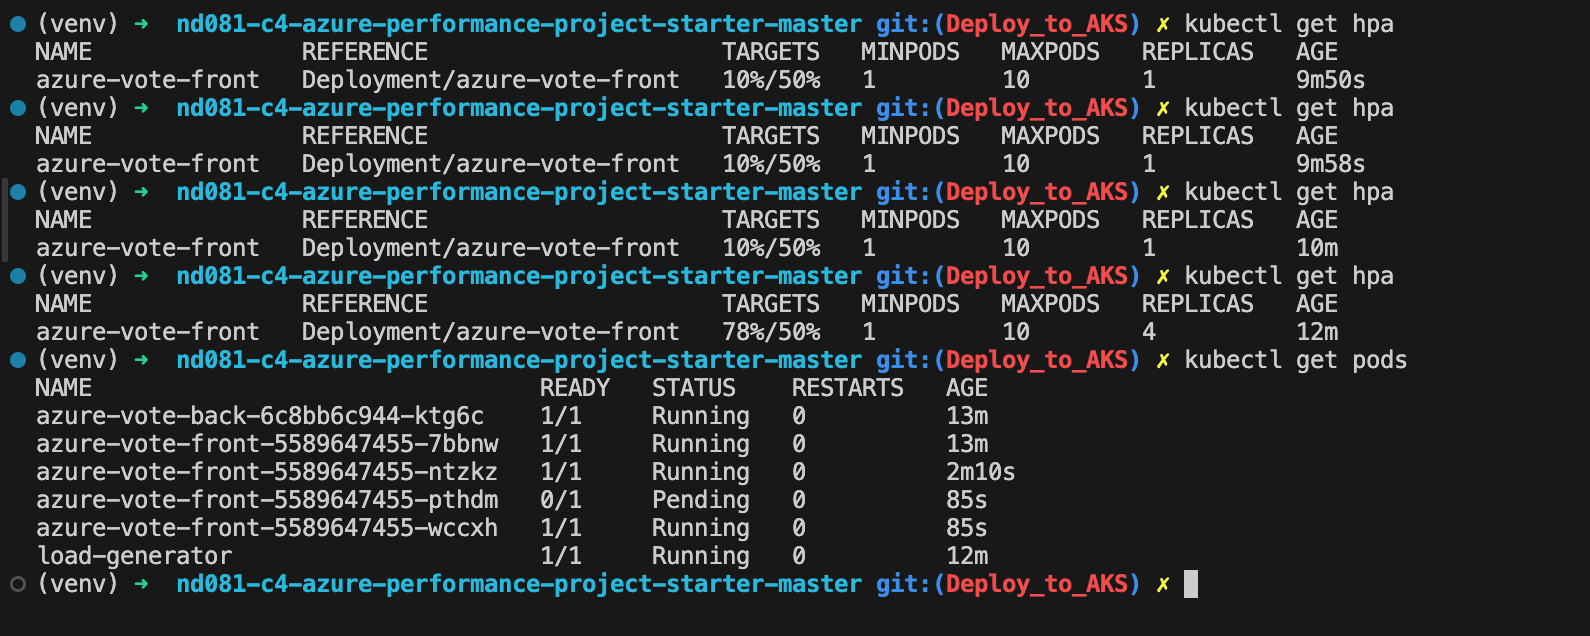 (venv) ➜ nd081-c4-azure-performance-project-starter-master git:(Deploy_to_AKS) ✗ kubectl get hpa
NAME REFERENCE TARGETS MINPODS MAXPODS REPLICAS AGE
azure-vote-front Deployment/azure-vote-front 10%/50% 1 10 1 9m50s
(venv) ➜ nd081-c4-azure-performance-project-starter-master git:(Deploy_to_AKS) ✗ kubectl get hpa
NAME REFERENCE TARGETS MINPODS MAXPODS REPLICAS AGE
azure-vote-front Deployment/azure-vote-front 10%/50% 1 10 1 9m58s
(venv) ➜ nd081-c4-azure-performance-project-starter-master git:(Deploy_to_AKS) ✗ kubectl get hpa
NAME REFERENCE TARGETS MINPODS MAXPODS REPLICAS AGE
azure-vote-front Deployment/azure-vote-front 10%/50% 1 10 1 10m
(venv) ➜ nd081-c4-azure-performance-project-starter-master git:(Deploy_to_AKS) ✗ kubectl get hpa
NAME REFERENCE TARGETS MINPODS MAXPODS REPLICAS AGE
azure-vote-front Deployment/azure-vote-front 78%/50% 1 10 4 12m
(venv) ➜ nd081-c4-azure-performance-project-starter-master git:(Deploy_to_AKS) ✗ kubectl get pods
NAME READY STATUS RESTARTS AGE
azure-vote-back-6c8bb6c944-ktg6c 1/1 Running 0 13m
azure-vote-front-5589647455-7bbnw 1/1 Running 0 13m
azure-vote-front-5589647455-ntzkz 1/1 Running 0 2m10s
azure-vote-front-5589647455-pthdm 0/1 Pending 0 85s
azure-vote-front-5589647455-wccxh 1/1 Running 0 85s
load-generator 1/1 Running 0 12m
(venv) ➜ nd081-c4-azure-performance-project-starter-master git:(Deploy_to_AKS) ✗